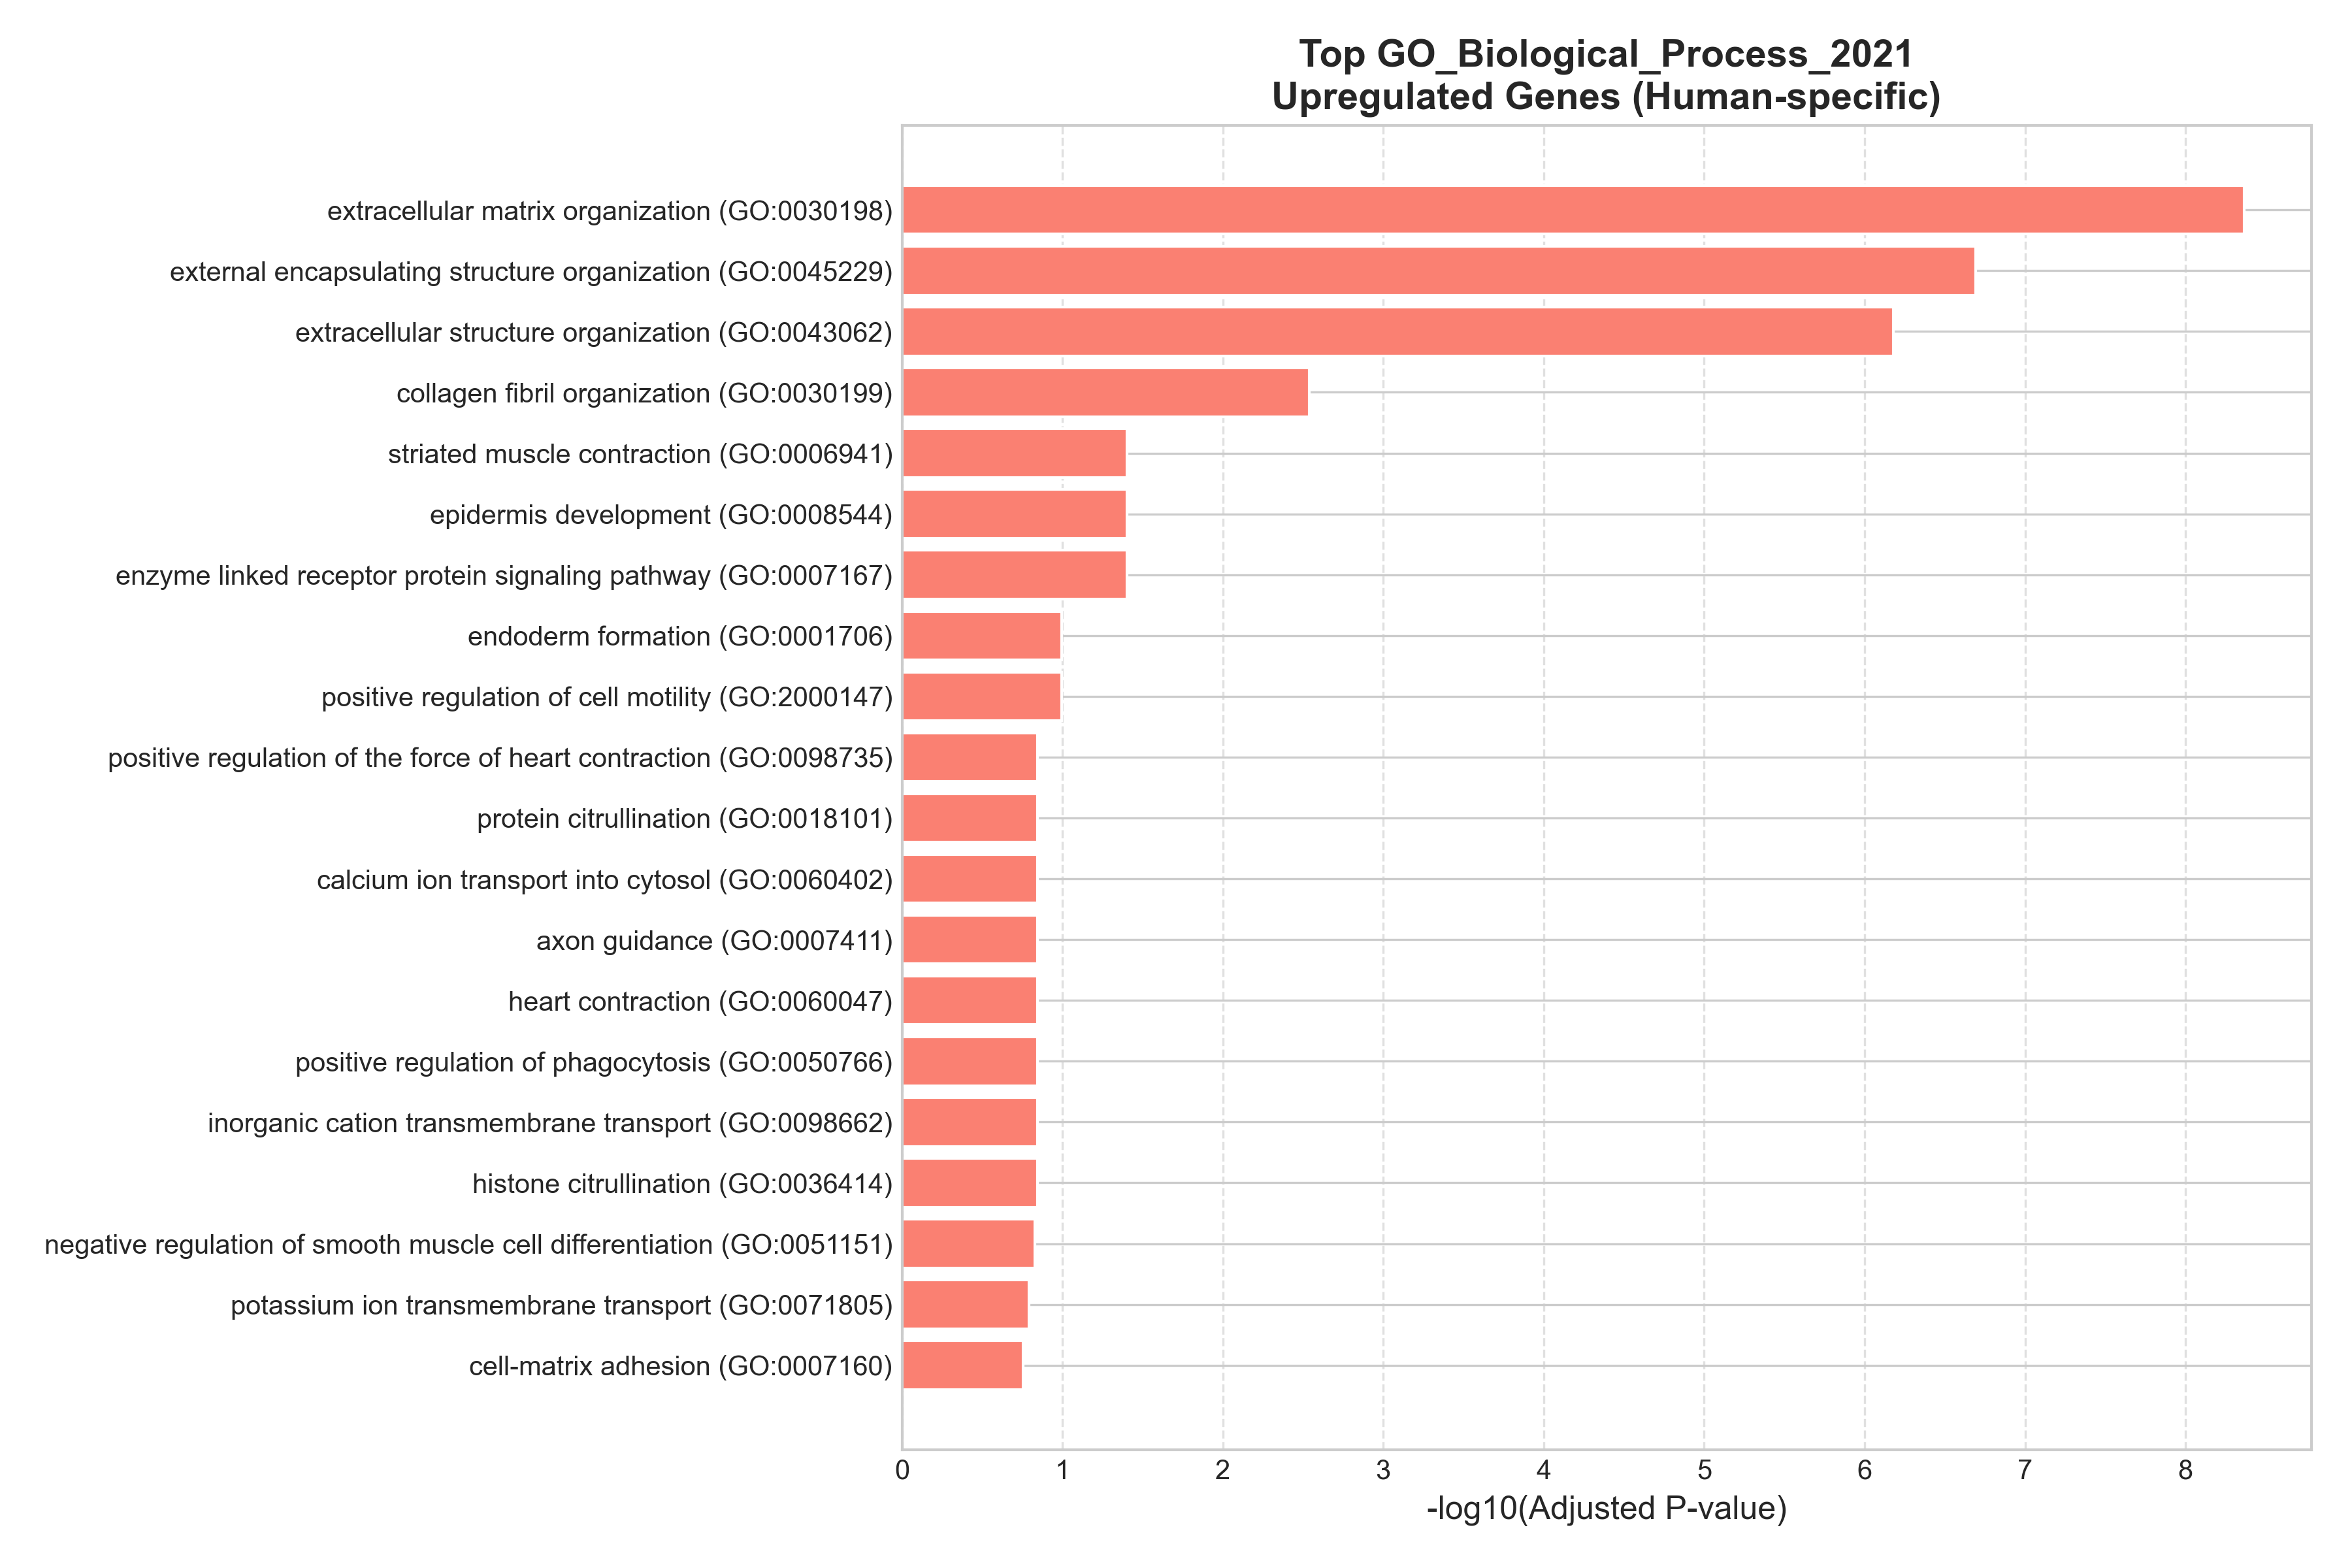 Top GO_Biological_Process_2021
Upregulated Genes (Human-specific)
extracellular matrix organization (GO:0030198)
external encapsulating structure organization (GO:0045229)
extracellular structure organization (GO:0043062)
collagen fibril organization (GO:0030199)
striated muscle contraction (GO:0006941)
epidermis development (GO:0008544)
enzyme linked receptor protein signaling pathway (GO:0007167)
endoderm formation (GO:0001706)
positive regulation of cell motility (GO:2000147)
positive regulation of the force of heart contraction (GO:0098735)
protein citrullination (GO:0018101)
calcium ion transport into cytosol (GO:0060402)
axon guidance (GO:0007411)
heart contraction (GO:0060047)
positive regulation of phagocytosis (GO:0050766)
inorganic cation transmembrane transport (GO:0098662)
histone citrullination (GO:0036414)
negative regulation of smooth muscle cell differentiation (GO:0051151)
potassium ion transmembrane transport (GO:0071805)
cell-matrix adhesion (GO:0007160)
0 1 2 3 4 5 6 7 8
-log10(Adjusted P-value)